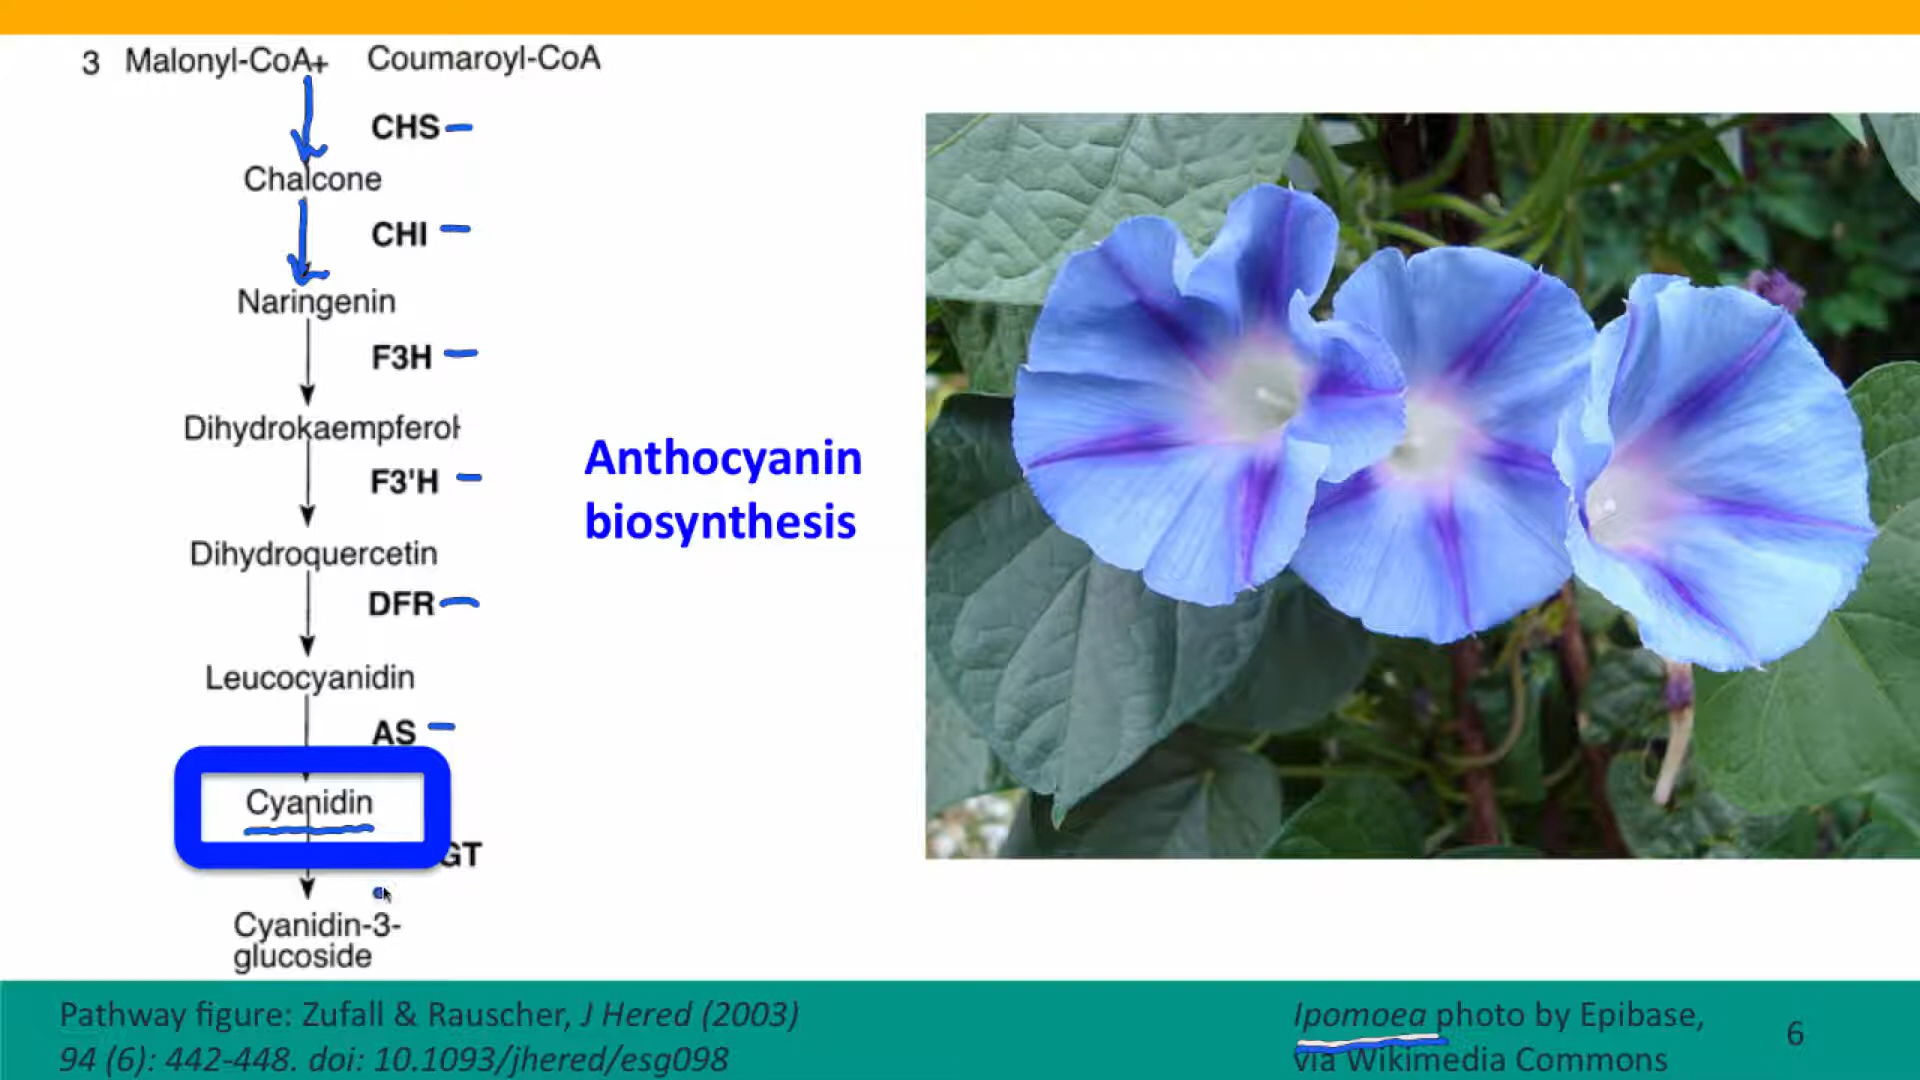 3 Malonyl-CoA+ Coumaroyl-CoA
CHS
Chalcone
CHI
Naringenin
F3H
Dihydrokaempferol
F3'H
Dihydroquercetin
DFR
Leucocyanidin
AS
Cyanidin
GT
Cyanidin-3-
glucoside
Anthocyanin
biosynthesis
Pathway figure: Zufall & Rauscher, J Hered (2003)
94 (6): 442-448. doi: 10.1093/jhered/esg098
Ipomoea photo by Epibase,
via Wikimedia Commons
6